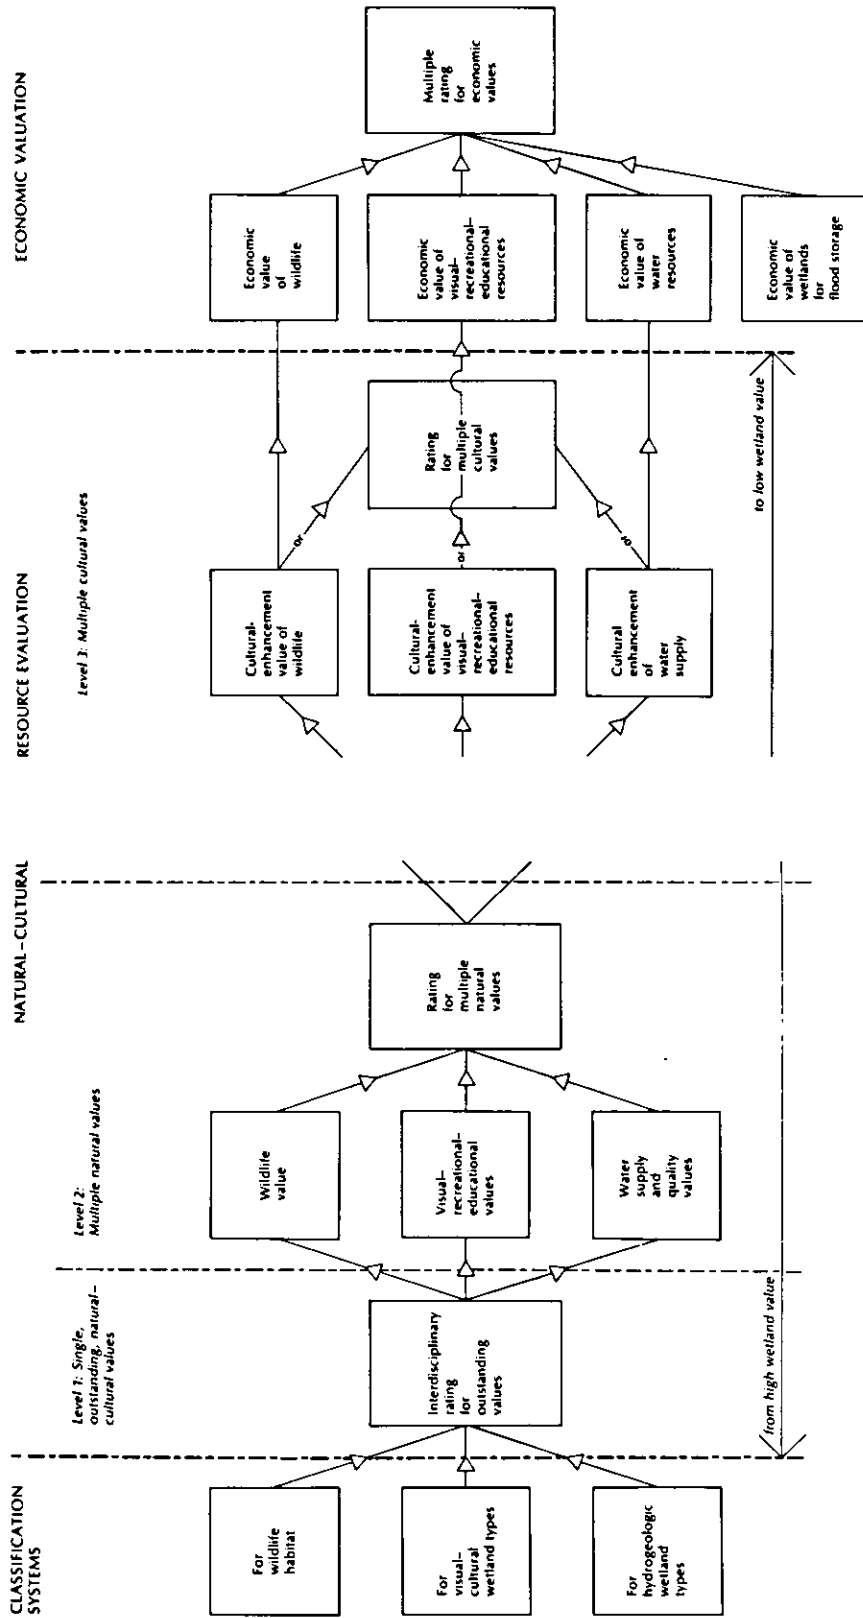 CLASSIFICATION
SYSTEMS
NATURAL–CULTURAL
RESOURCE EVALUATION
ECONOMIC VALUATION
Level 1: Single,
outstanding, natural–
cultural values
Level 2:
Multiple natural values
Level 3: Multiple cultural values
For
wildlife
habitat
For
visual–
cultural
wetland types
For
hydrogeologic
wetland
types
Interdisciplinary
rating
for
outstanding
values
Wildlife
value
Visual–
recreational–
educational
values
Water
supply
and
quality
values
Rating
for
multiple
natural
values
Cultural-
enhancement
value of
wildlife
Cultural-
enhancement
value of
visual–
recreational–
educational
resources
Cultural
enhancement
of
water
supply
or
or
or
Rating
for
multiple
cultural
values
Economic
value
of
wildlife
Economic
value of
visual–
recreational–
educational
resources
Economic
value of
water
resources
Economic
value of
wetlands
for
flood storage
Multiple
rating
for
economic
values
from high wetland value
to low wetland value